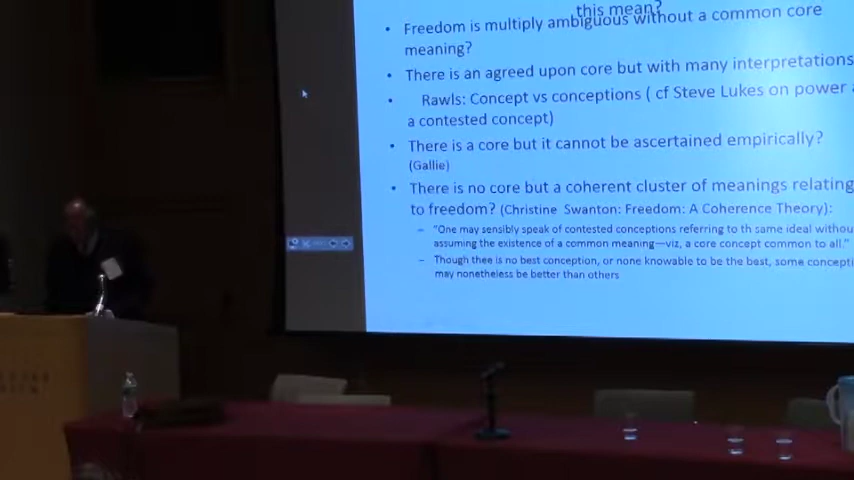 this mean?
• Freedom is multiply ambiguous without a common core
meaning?
• There is an agreed upon core but with many interpretations
• Rawls: Concept vs conceptions ( cf Steve Lukes on power
a contested concept)
• There is a core but it cannot be ascertained empirically?
(Gallie)
• There is no core but a coherent cluster of meanings relating
to freedom? (Christine Swanton: Freedom: A Coherence Theory):
– "One may sensibly speak of contested conceptions referring to th same ideal withou
assuming the existence of a common meaning—viz, a core concept common to all."
– Though thee is no best conception, or none knowable to be the best, some concepti
may nonetheless be better than others